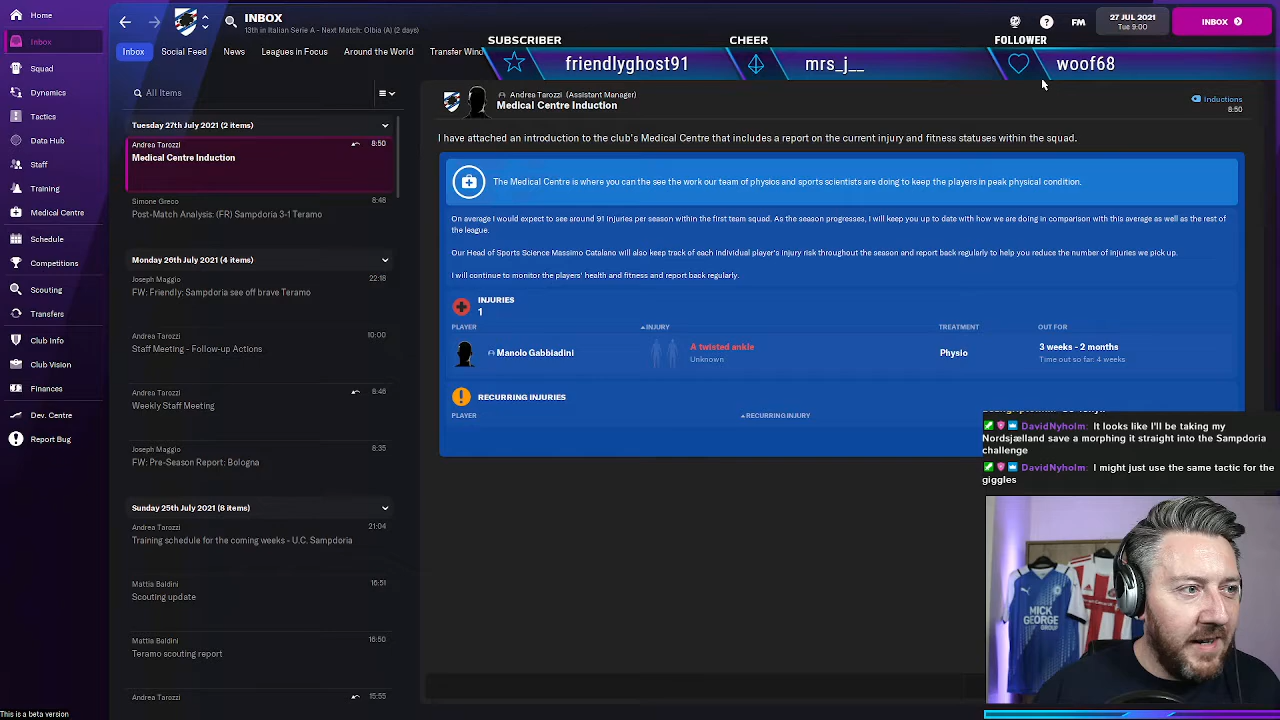 Home
Inbox
Squad
Dynamics
Tactics
Data Hub
Staff
Training
Medical Centre
Schedule
Competitions
Scouting
Transfers
Club Info
Club Vision
Finances
Dev. Centre
Report Bug
This is a beta version
INBOX
13th in Italian Serie A - Next Match: Olbia (A) (2 days)
FM
27 JUL 2021
Tue 9:00
INBOX
Inbox
Social Feed
News
Leagues in Focus
Around the World
Transfer Wind
SUBSCRIBER
friendlyghost91
CHEER
mrs_j__
FOLLOWER
woof68
All Items
Tuesday 27th July 2021 (2 items)
Andrea Tarozzi 8:50
Medical Centre Induction
Simone Greco 8:46
Post-Match Analysis: (FR) Sampdoria 3-1 Teramo
Monday 26th July 2021 (4 items)
Joseph Maggio 22:18
FW: Friendly: Sampdoria see off brave Teramo
Andrea Tarozzi 10:00
Staff Meeting - Follow-up Actions
Andrea Tarozzi 8:46
Weekly Staff Meeting
Joseph Maggio 8:35
FW: Pre-Season Report: Bologna
Sunday 25th July 2021 (8 items)
Andrea Tarozzi 21:04
Training schedule for the coming weeks - U.C. Sampdoria
Mattia Baldini 16:51
Scouting update
Mattia Baldini 16:50
Teramo scouting report
Andrea Tarozzi 15:55
Andrea Tarozzi (Assistant Manager)
Medical Centre Induction
Inductions
8:50
I have attached an introduction to the club's Medical Centre that includes a report on the current injury and fitness statuses within the squad.
The Medical Centre is where you can the see the work our team of physios and sports scientists are doing to keep the players in peak physical condition.
On average I would expect to see around 91 injuries per season within the first team squad. As the season progresses, I will keep you up to date with how we are doing in comparison with this average as well as the rest of
the league.
Our Head of Sports Science Massimo Catalano will also keep track of each individual player's injury risk throughout the season and report back regularly to help you reduce the number of injuries we pick up.
I will continue to monitor the players' health and fitness and report back regularly.
INJURIES
1
PLAYER INJURY TREATMENT OUT FOR
Manolo Gabbiadini
A twisted ankle
Unknown
Physio
3 weeks - 2 months
Time out so far: 4 weeks
RECURRING INJURIES
PLAYER RECURRING INJURY
DavidNyholm: It looks like I'll be taking my
Nordsjælland save a morphing it straight into the Sampdoria
challenge
DavidNyholm: I might just use the same tactic for the
giggles
MICK
GEORGE
GROUP